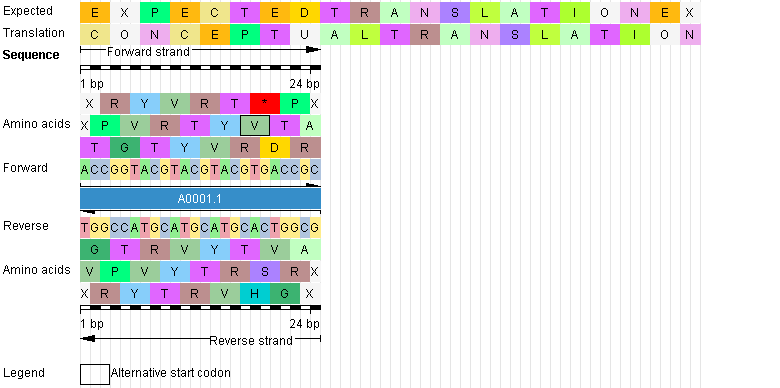 Expected E X P E C T E D T R A N S L A T I O N E X
Translation C O N C E P T U A L T R A N S L A T I O N
Sequence Forward strand
1 bp 24 bp
X R Y V R T * P X
Amino acids X P V R T Y V T A
T G T Y V R D R
Forward ACCGGTACGTACGTACGTGACCGC
A0001.1
Reverse TGGCCATGCATGCATGCACTGGCG
G T R V Y T V A
Amino acids V P V Y T R S R X
X R Y T R V H G X
1 bp 24 bp
Reverse strand
Legend Alternative start codon